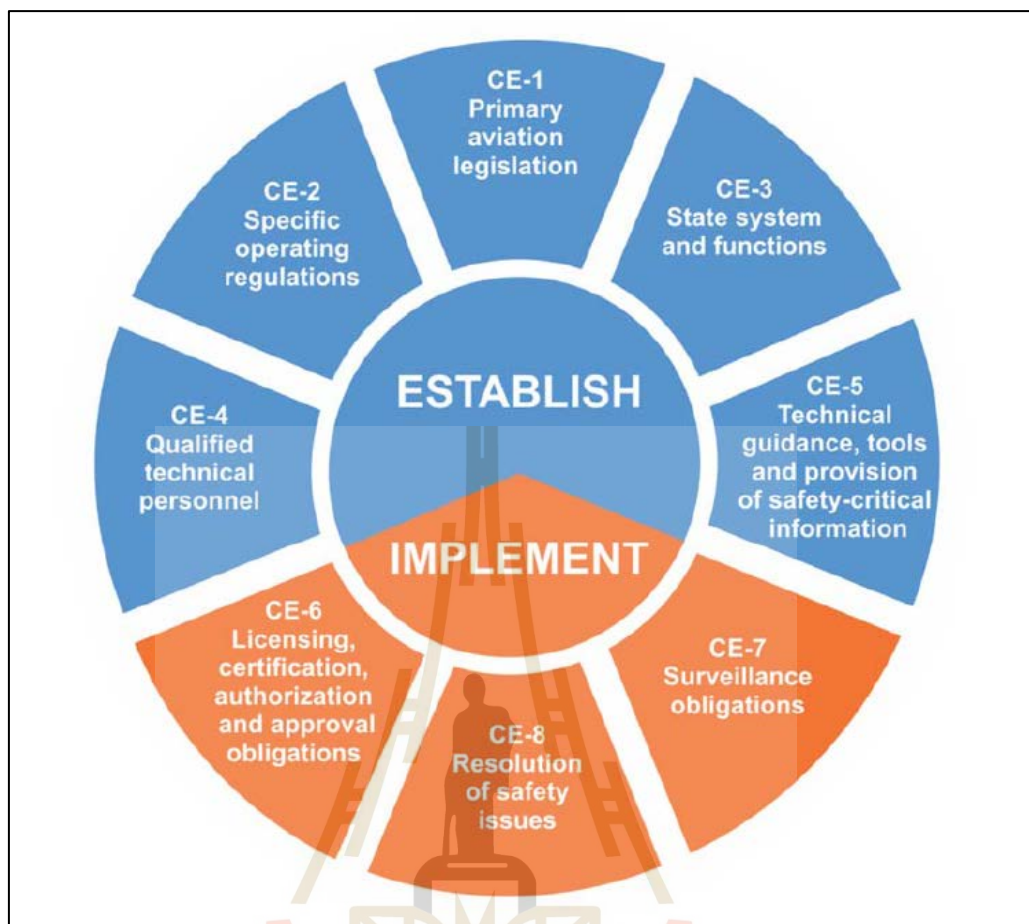 CE-1
Primary
aviation
legislation
CE-2
Specific
operating
regulations
CE-3
State system
and functions
CE-4
Qualified
technical
personnel
CE-5
Technical
guidance, tools
and provision
of safety-critical
information
ESTABLISH
IMPLEMENT
CE-6
Licensing,
certification,
authorization
and approval
obligations
CE-7
Surveillance
obligations
CE-8
Resolution
of safety
issues